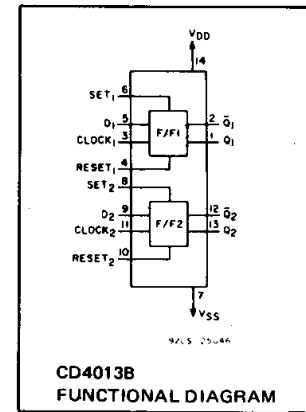 VDD
14
SET1
6
D1 5 F/F1 2 Q̅1
CLOCK1 3 1 Q1
RESET1 4
SET2 8
D2 9 F/F2 12 Q̅2
CLOCK2 11 13 Q2
RESET2 10
7
VSS
CD4013B
FUNCTIONAL DIAGRAM